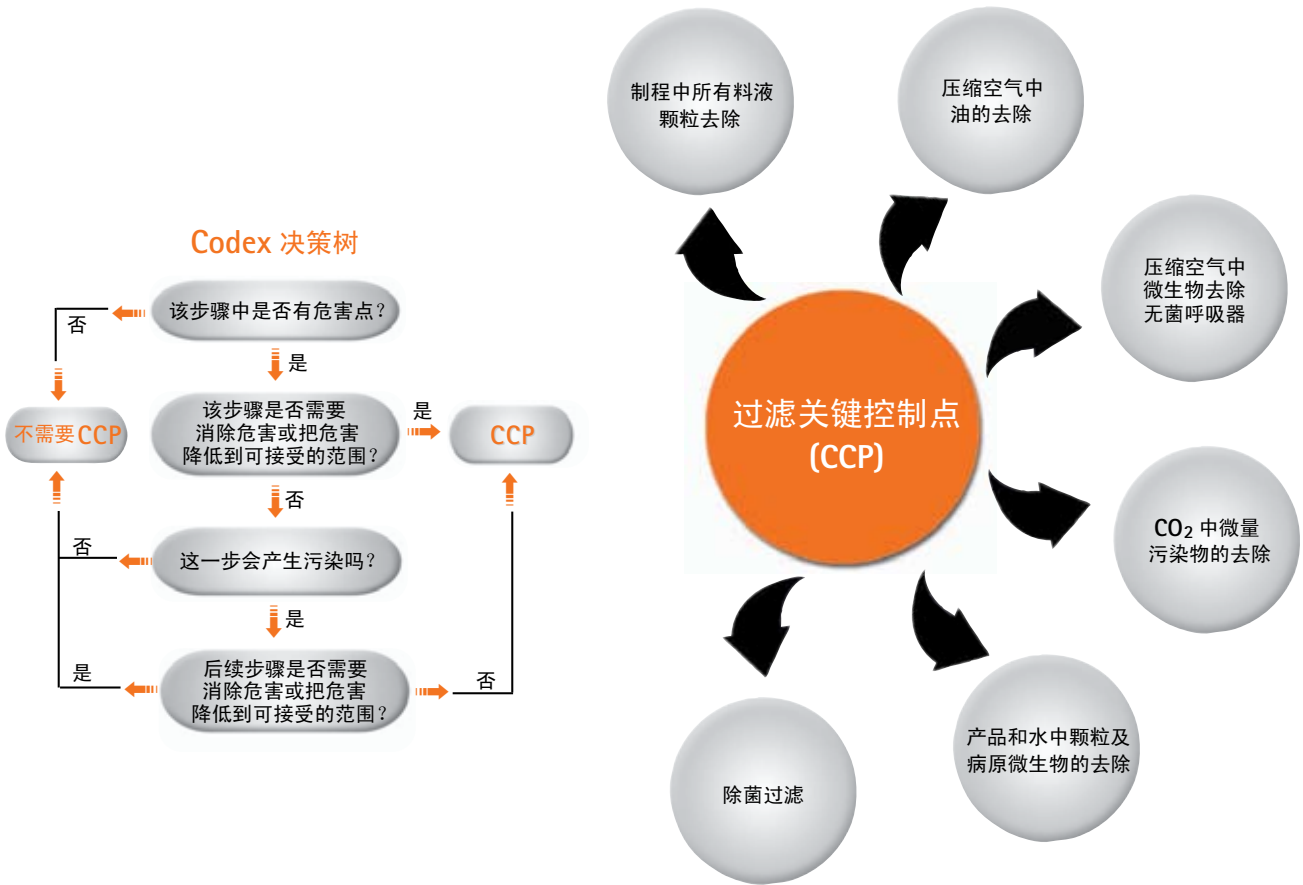 Codex 决策树
该步骤中是否有危害点？
否
是
该步骤是否需要
消除危害或把危害
降低到可接受的范围？
是
不需要 CCP
CCP
否
这一步会产生污染吗？
否
是
后续步骤是否需要
消除危害或把危害
降低到可接受的范围？
是
否
制程中所有料液
颗粒去除
压缩空气中
油的去除
压缩空气中
微生物去除
无菌呼吸器
过滤关键控制点
(CCP)
CO₂ 中微量
污染物的去除
产品和水中颗粒及
病原微生物的去除
除菌过滤